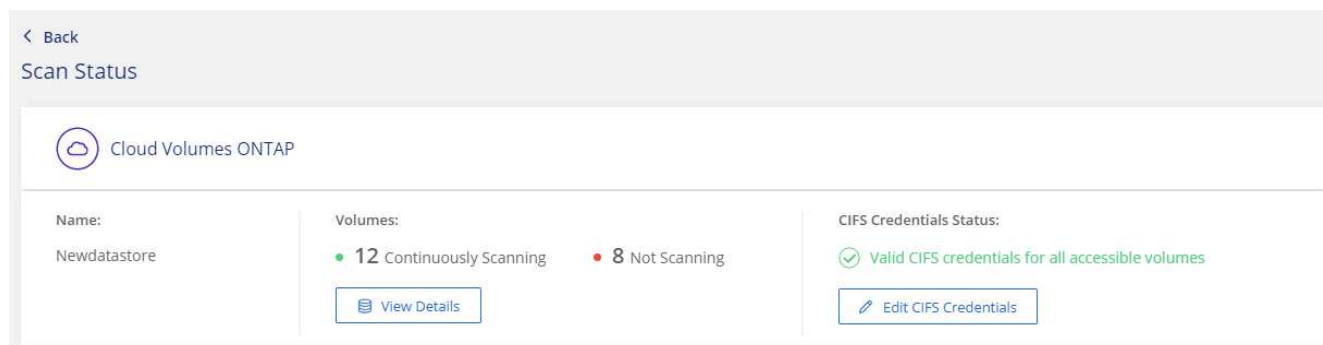 Back
Scan Status
Cloud Volumes ONTAP
Name:
Newdatastore
Volumes:
12 Continuously Scanning
8 Not Scanning
View Details
CIFS Credentials Status:
Valid CIFS credentials for all accessible volumes
Edit CIFS Credentials